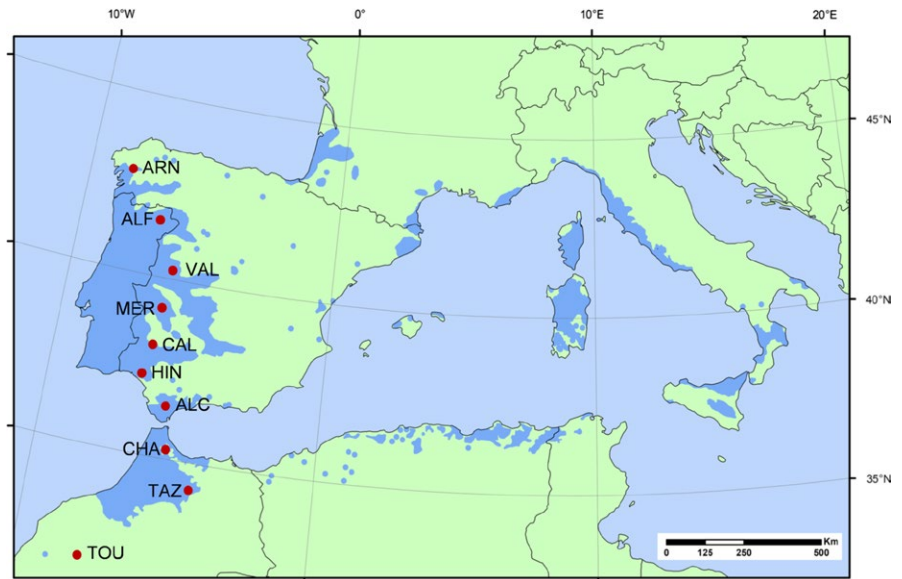 10°W 0° 10°E 20°E
45°N
ARN
ALF
VAL
40°N
MER
CAL
HIN
ALC
CHA
35°N
TAZ
Km
0 125 250 500
TOU